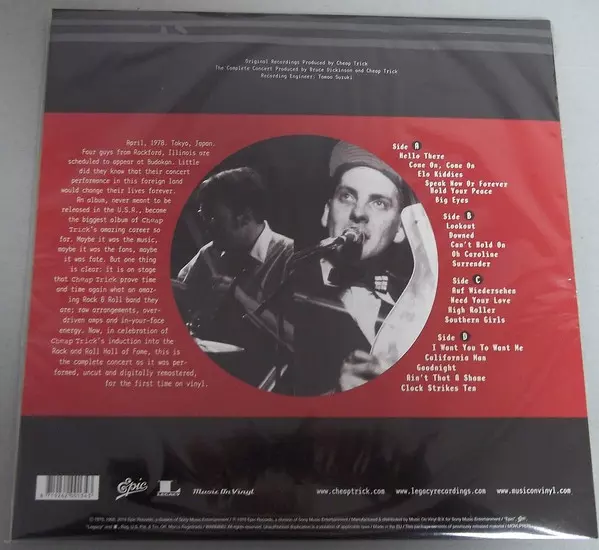 Original Recordings Produced by Cheap Trick
The Complete Concert Produced by Bruce Dickinson and Cheap Trick
Recording Engineer: Tomoo Suzuki
April, 1978. Tokyo, Japan.
Four guys from Rockford, Illinois are
scheduled to appear at Budokan. Little
did they know that their concert
performance in this foreign land
would change their lives forever.
An album, never meant to be
released in the U.S.A., became
the biggest album of Cheap
Trick's amazing career so
far. Maybe it was the music,
maybe it was the fans, maybe
it was fate. But one thing
is clear: it is on stage
that Cheap Trick prove time
and time again what an amaz-
ing Rock & Roll band they
are; raw arrangements, over-
driven amps and in-your-face
energy. Now, in celebration of
Cheap Trick's induction into the
Rock and Roll Hall of Fame, this is
the complete concert as it was per-
formed, uncut and digitally remastered,
for the first time on vinyl.
Side A
Hello There
Come On, Come On
Elo Kiddies
Speak Now Or Forever
Hold Your Peace
Big Eyes
Side B
Lookout
Downed
Can't Hold On
Oh Caroline
Surrender
Side C
Auf Wiedersehen
Need Your Love
High Roller
Southern Girls
Side D
I Want You To Want Me
California Man
Goodnight
Ain't That A Shame
Clock Strikes Ten
Epic
LEGACY
Music On Vinyl
www.cheaptrick.com
www.legacyrecordings.com
www.musiconvinyl.com